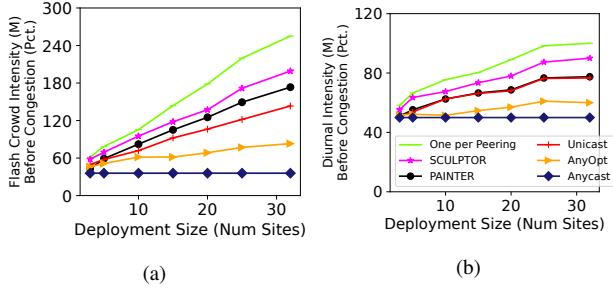 Flash Crowd Intensity (M)
Before Congestion (Pct.)
300
240
180
120
60
0
10
20
30
Deployment Size (Num Sites)
(a)
Diurnal Intensity (M)
Before Congestion (Pct.)
120
80
40
0
One per Peering
SCULPTOR
PAINTER
Unicast
AnyOpt
Anycast
10
20
30
Deployment Size (Num Sites)
(b)